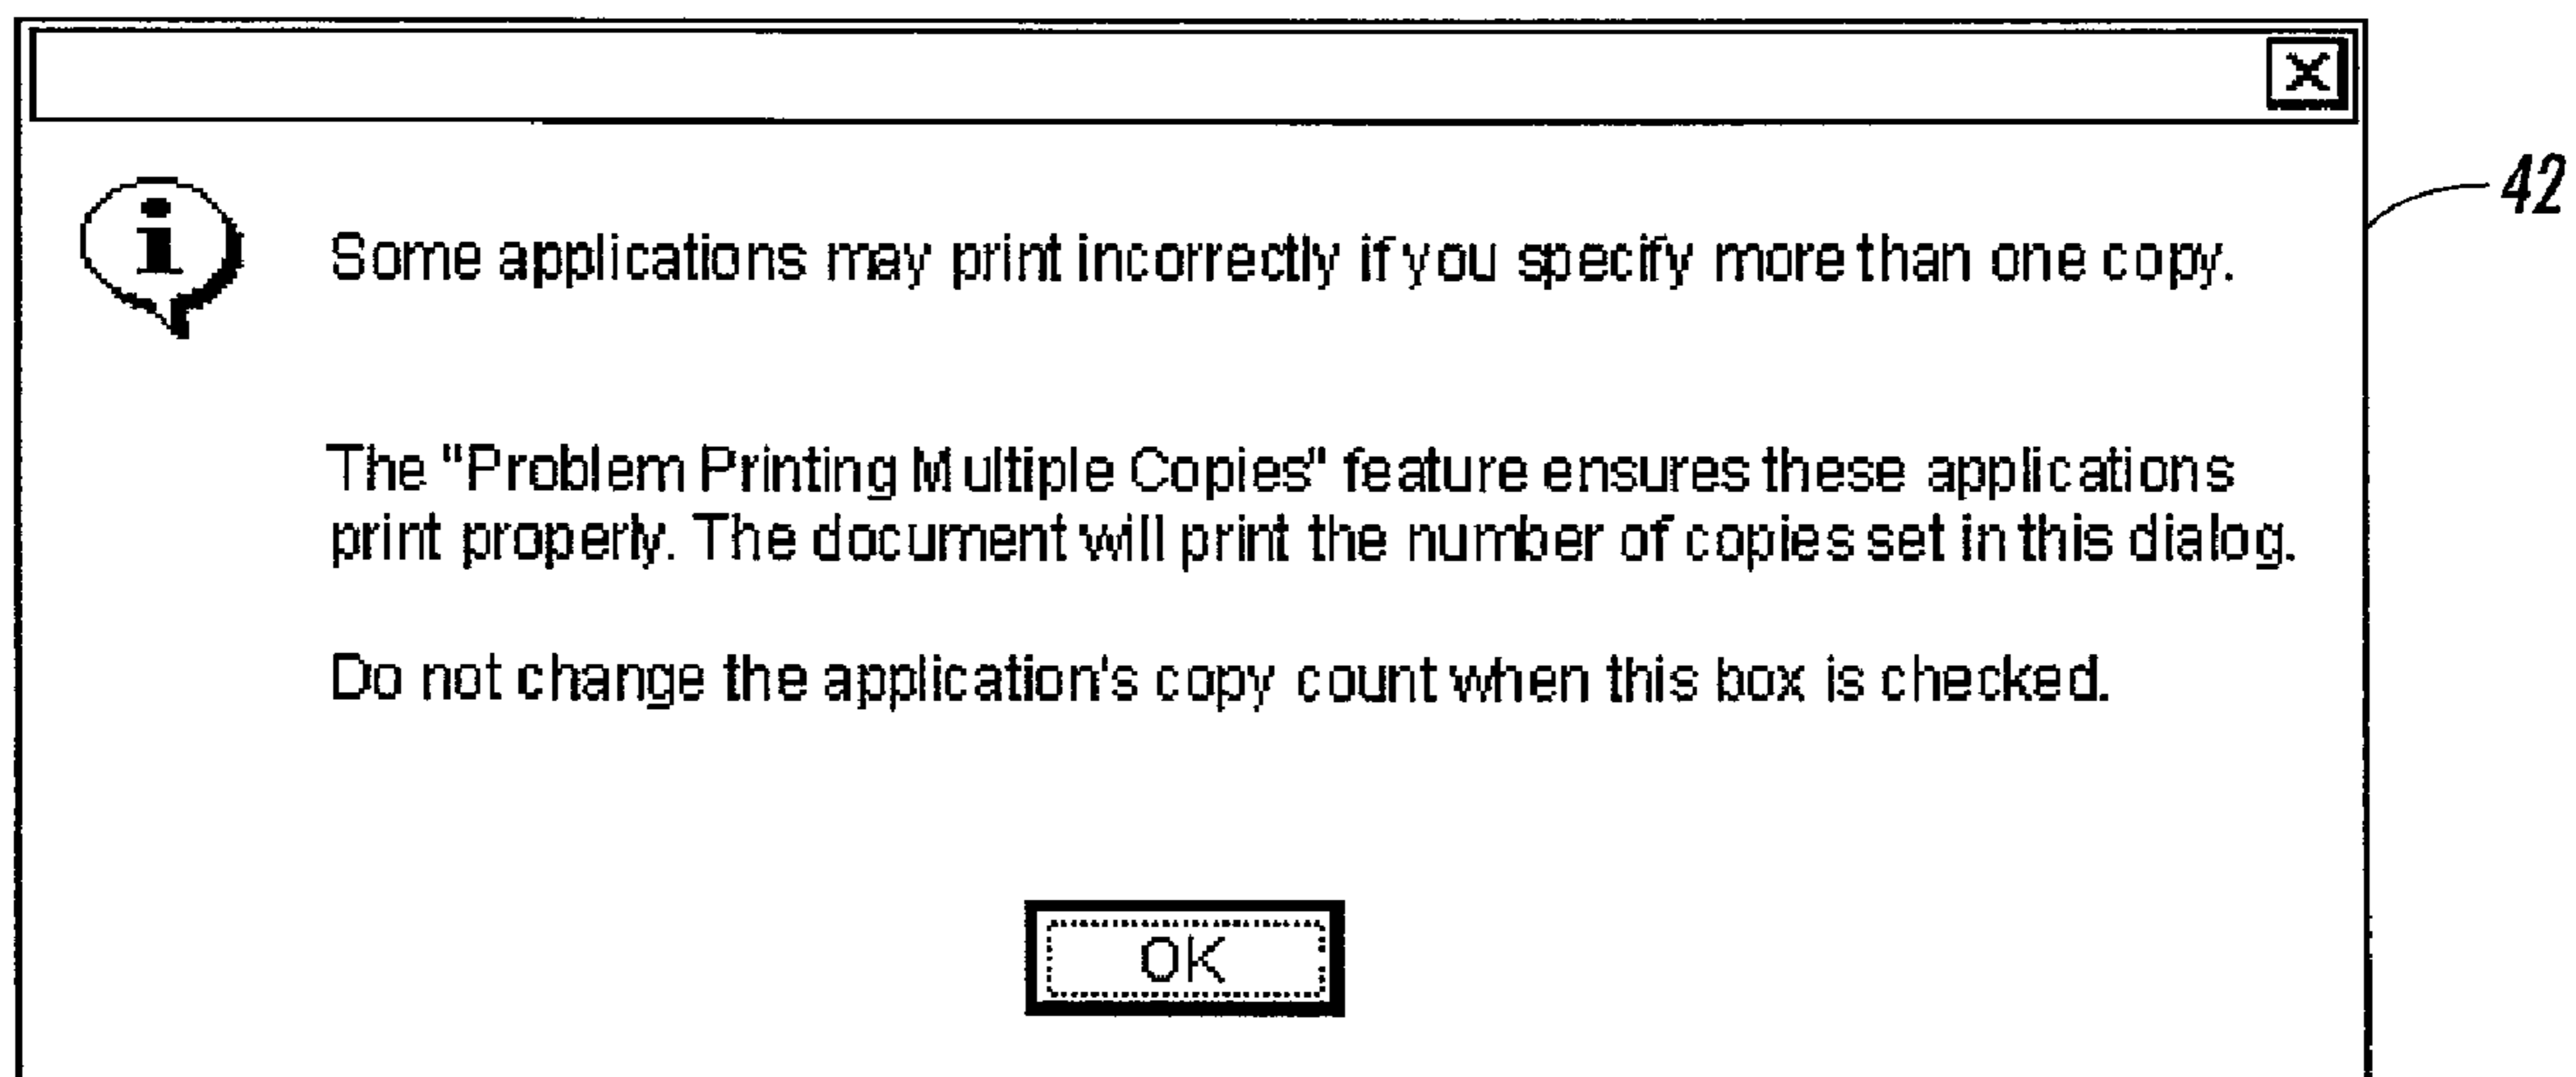 42
Some applications may print incorrectly if you specify more than one copy.
The "Problem Printing Multiple Copies" feature ensures these applications
print properly. The document will print the number of copies set in this dialog.
Do not change the application's copy count when this box is checked.
OK